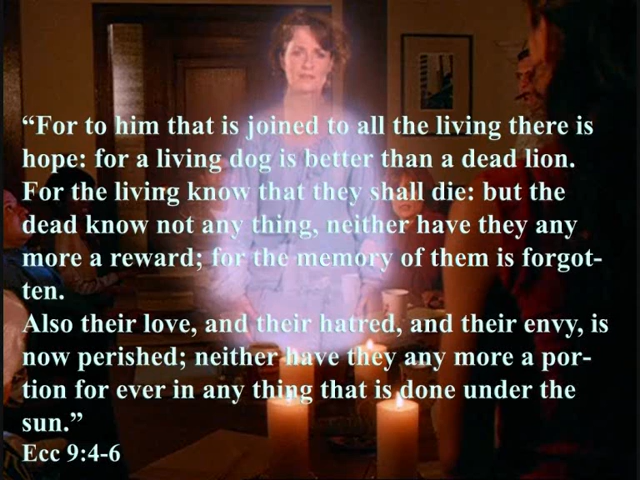 “For to him that is joined to all the living there is
hope: for a living dog is better than a dead lion.
For the living know that they shall die: but the
dead know not any thing, neither have they any
more a reward; for the memory of them is forgot-
ten.
Also their love, and their hatred, and their envy, is
now perished; neither have they any more a por-
tion for ever in any thing that is done under the
sun.”
Ecc 9:4-6